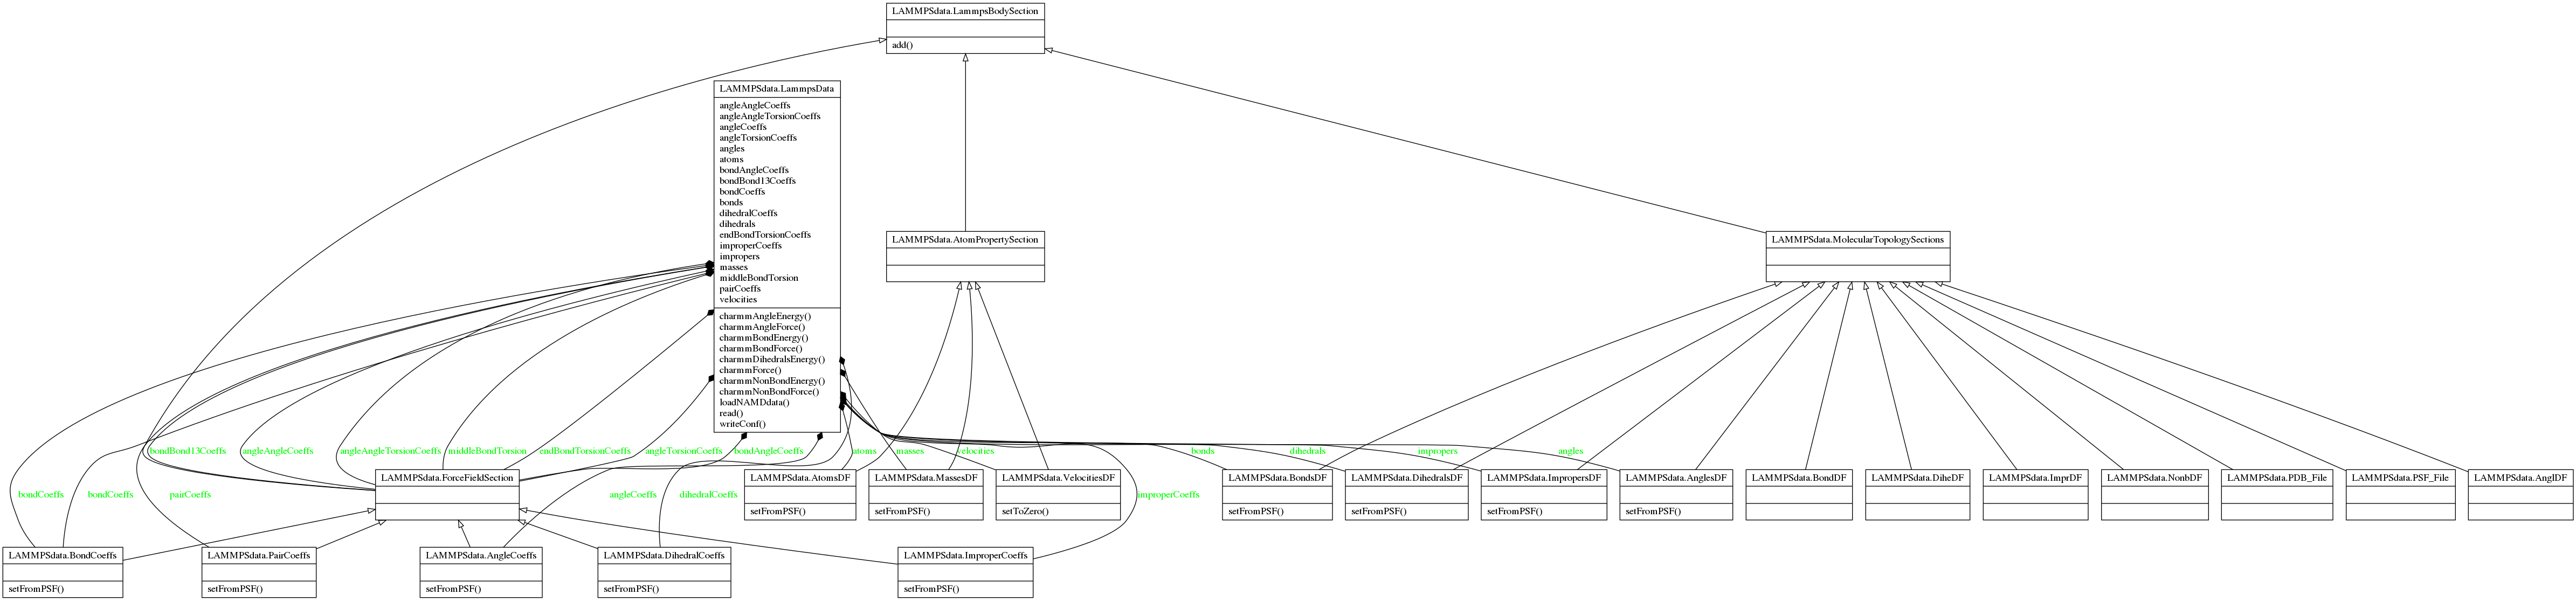 LAMMPSdata.LammpsBodySection
add()
LAMMPSdata.LammpsData
angleAngleCoeffs
angleAngleTorsionCoeffs
angleCoeffs
angleTorsionCoeffs
angles
atoms
bondAngleCoeffs
bondBond13Coeffs
bondCoeffs
bonds
dihedralCoeffs
dihedrals
endBondTorsionCoeffs
improperCoeffs
impropers
masses
middleBondTorsion
pairCoeffs
velocities
charmmAngleEnergy()
charmmAngleForce()
charmmBondEnergy()
charmmBondForce()
charmmDihedralsEnergy()
charmmForce()
charmmNonBondEnergy()
charmmNonBondForce()
loadNAMDdata()
read()
writeConf()
LAMMPSdata.AtomPropertySection
LAMMPSdata.MolecularTopologySections
bondBond13Coeffs
angleAngleCoeffs
angleAngleTorsionCoeffs
middleBondTorsion
endBondTorsionCoeffs
angleTorsionCoeffs
bondAngleCoeffs
atoms
masses
velocities
bonds
dihedrals
impropers
angles
LAMMPSdata.ForceFieldSection
LAMMPSdata.AtomsDF
setFromPSF()
LAMMPSdata.MassesDF
setFromPSF()
LAMMPSdata.VelocitiesDF
setToZero()
LAMMPSdata.BondsDF
setFromPSF()
LAMMPSdata.DihedralsDF
setFromPSF()
LAMMPSdata.ImpropersDF
setFromPSF()
LAMMPSdata.AnglesDF
setFromPSF()
LAMMPSdata.BondDF
LAMMPSdata.DiheDF
LAMMPSdata.ImprDF
LAMMPSdata.NonbDF
LAMMPSdata.PDB_File
LAMMPSdata.PSF_File
LAMMPSdata.AnglDF
bondCoeffs
bondCoeffs
pairCoeffs
angleCoeffs
dihedralCoeffs
improperCoeffs
LAMMPSdata.BondCoeffs
setFromPSF()
LAMMPSdata.PairCoeffs
setFromPSF()
LAMMPSdata.AngleCoeffs
setFromPSF()
LAMMPSdata.DihedralCoeffs
setFromPSF()
LAMMPSdata.ImproperCoeffs
setFromPSF()